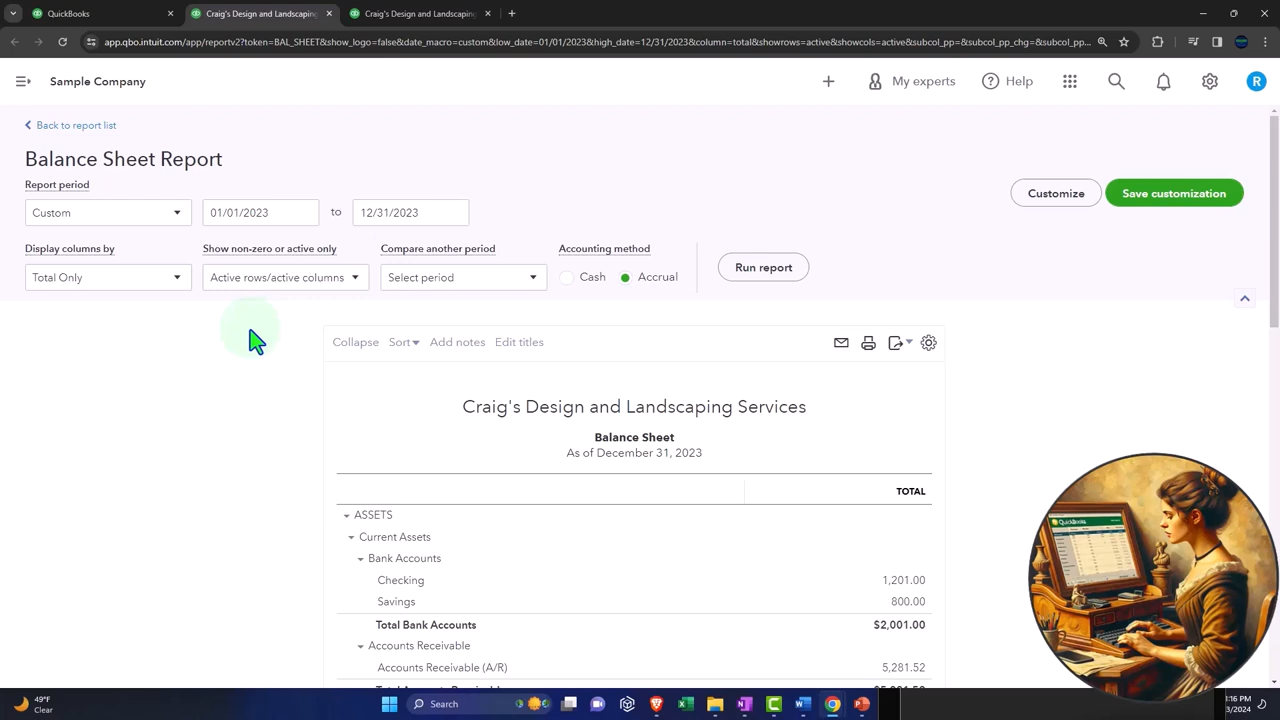 QuickBooks
Craig's Design and Landscaping
Craig's Design and Landscaping
app.qbo.intuit.com/app/reportv2?token=BAL_SHEET&show_logo=false&date_macro=custom&low_date=01/01/2023&high_date=12/31/2023&column=total&showrows=active&showcols=active&subcol_pp=&subcol_pp_chg=&subcol_pp_...
Sample Company
My experts
Help
R
Back to report list
Balance Sheet Report
Report period
Custom
01/01/2023
to
12/31/2023
Customize
Save customization
Display columns by
Show non-zero or active only
Compare another period
Accounting method
Total Only
Active rows/active columns
Select period
Cash
Accrual
Run report
Collapse
Sort
Add notes
Edit titles
Craig's Design and Landscaping Services
Balance Sheet
As of December 31, 2023
TOTAL
ASSETS
Current Assets
Bank Accounts
Checking 1,201.00
Savings 800.00
Total Bank Accounts $2,001.00
Accounts Receivable
Accounts Receivable (A/R) 5,281.52
QuickBooks
49°F
Clear
Search